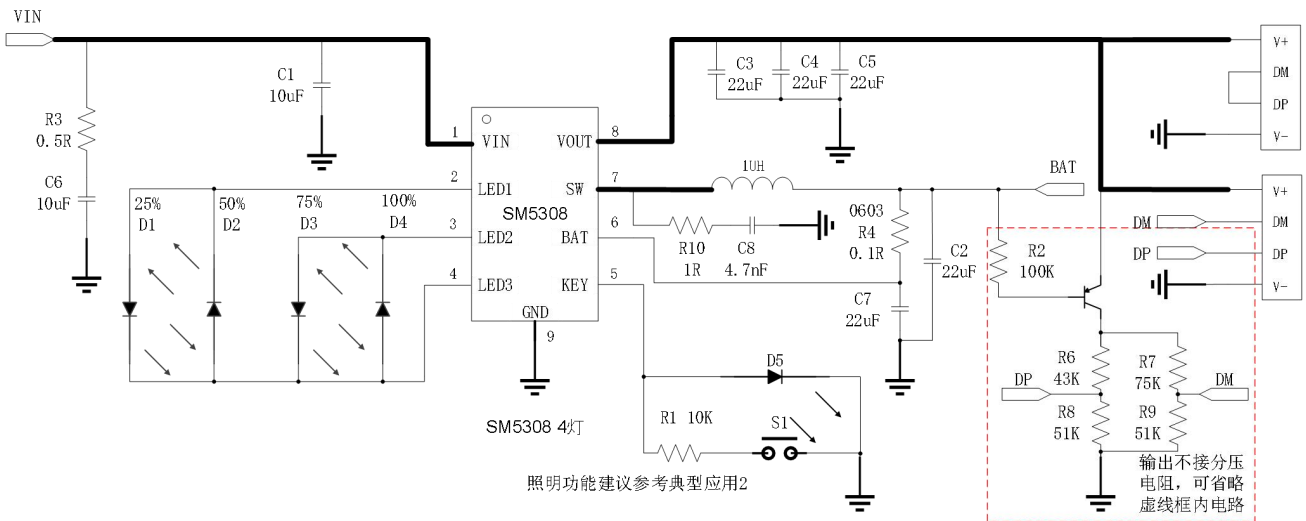 VIN
R3
0.5R
C6
10uF
C1
10uF
1
VIN
VOUT
8
2
LED1
SW
7
SM5308
3
LED2
BAT
6
4
LED3
KEY
5
GND
9
25%
D1
50%
D2
75%
D3
100%
D4
C3
22uF
C4
22uF
C5
22uF
1UH
BAT
R10
1R
C8
4.7nF
0603
R4
0.1R
C2
22uF
C7
22uF
R2
100K
V+
DM
DP
V-
V+
DM
DP
V-
DM
DP
R6
43K
R7
75K
DP
DM
R8
51K
R9
51K
D5
R1 10K
S1
SM5308 4灯
照明功能建议参考典型应用2
输出不接分压
电阻，可省略
虚线框内电路